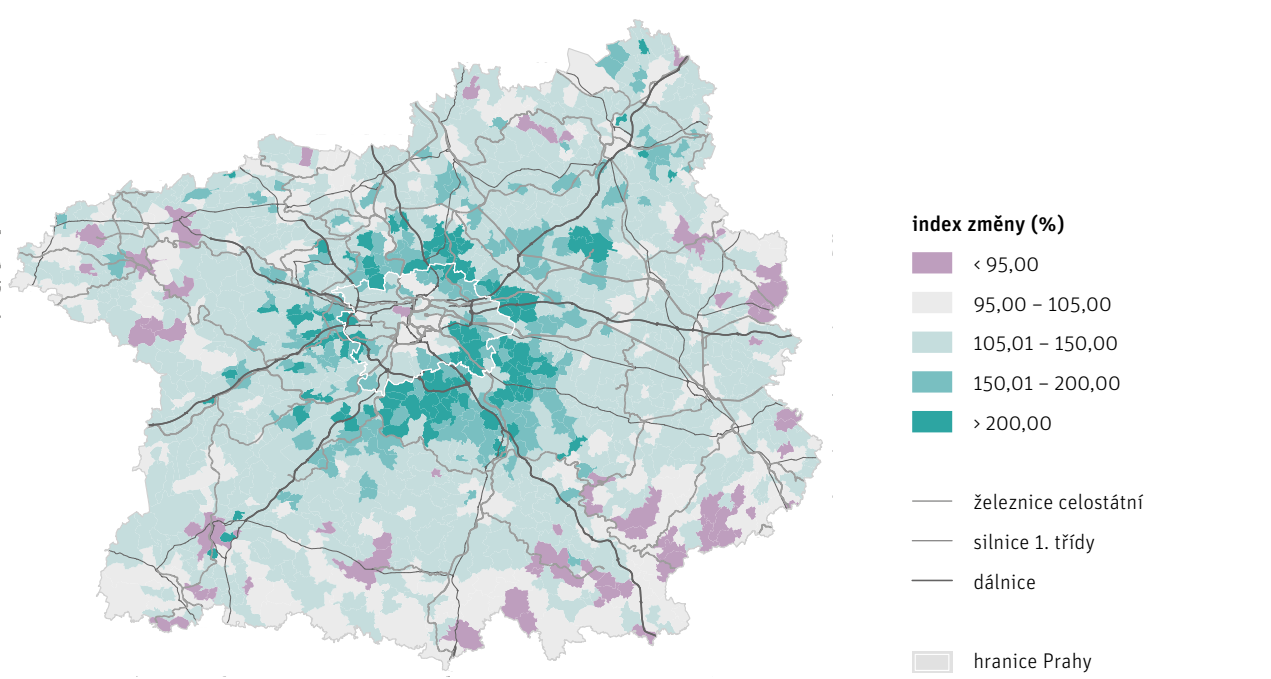 index změny (%)
< 95,00
95,00 – 105,00
105,01 – 150,00
150,01 – 200,00
> 200,00
železnice celostátní
silnice 1. třídy
dálnice
hranice Prahy